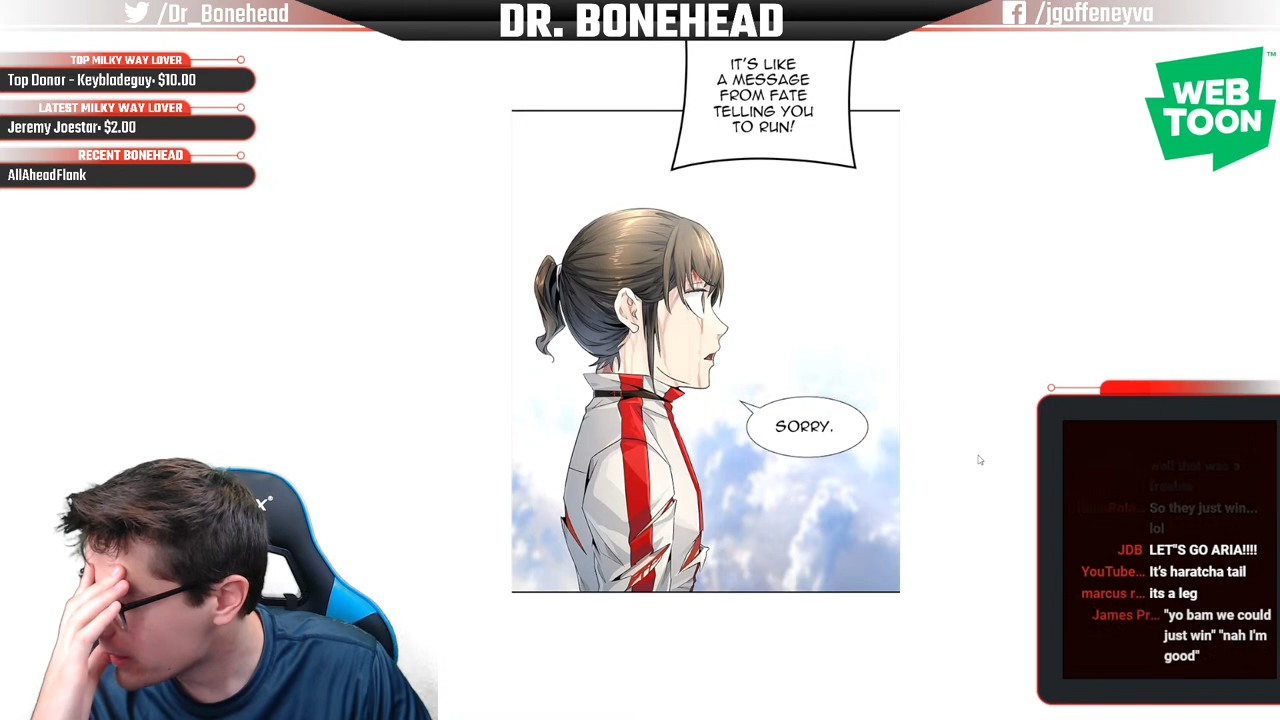 /Dr_Bonehead
DR. BONEHEAD
/jgoffeneyva
TOP MILKY WAY LOVER
Top Donor - Keybladeguy: $10.00
LATEST MILKY WAY LOVER
Jeremy Joestar: $2.00
RECENT BONEHEAD
AllAheadFlank
IT'S LIKE
A MESSAGE
FROM FATE
TELLING YOU
TO RUN!
WEB
TOON
TM
SORRY.
So they just win...
lol
JDB LET"S GO ARIA!!!!
YouTube... It's haratcha tail
marcus r... its a leg
James Pr... "yo bam we could
just win" "nah I'm
good"